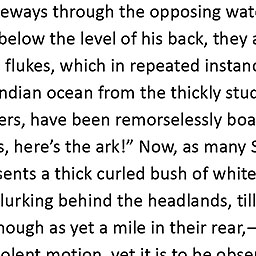 eways through the opposing wat
below the level of his back, they a
flukes, which in repeated instan
ndian ocean from the thickly stud
ers, have been remorselessly boa
s, here's the ark!" Now, as many S
sents a thick curled bush of white
lurking behind the headlands, till
hough as yet a mile in their rear,—
olent motion, yet it is to be obse